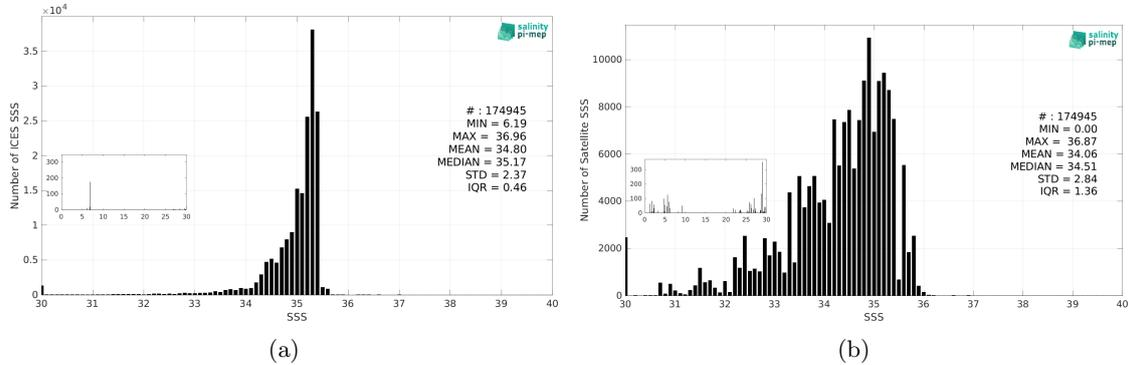 ×10⁴
3.5
3
2.5
2
1.5
1
0.5
0
30 31 32 33 34 35 36 37 38 39 40
SSS
Number of ICES SSS
salinity
pi-mep
# : 174945
MIN = 6.19
MAX = 36.96
MEAN = 34.80
MEDIAN = 35.17
STD = 2.37
IQR = 0.46
300
200
100
0
0 5 10 15 20 25 30
(a)
10000
8000
6000
4000
2000
0
30 31 32 33 34 35 36 37 38 39 40
SSS
Number of Satellite SSS
salinity
pi-mep
# : 174945
MIN = 0.00
MAX = 36.87
MEAN = 34.06
MEDIAN = 34.51
STD = 2.84
IQR = 1.36
300
200
100
0
0 5 10 15 20 25 30
(b)